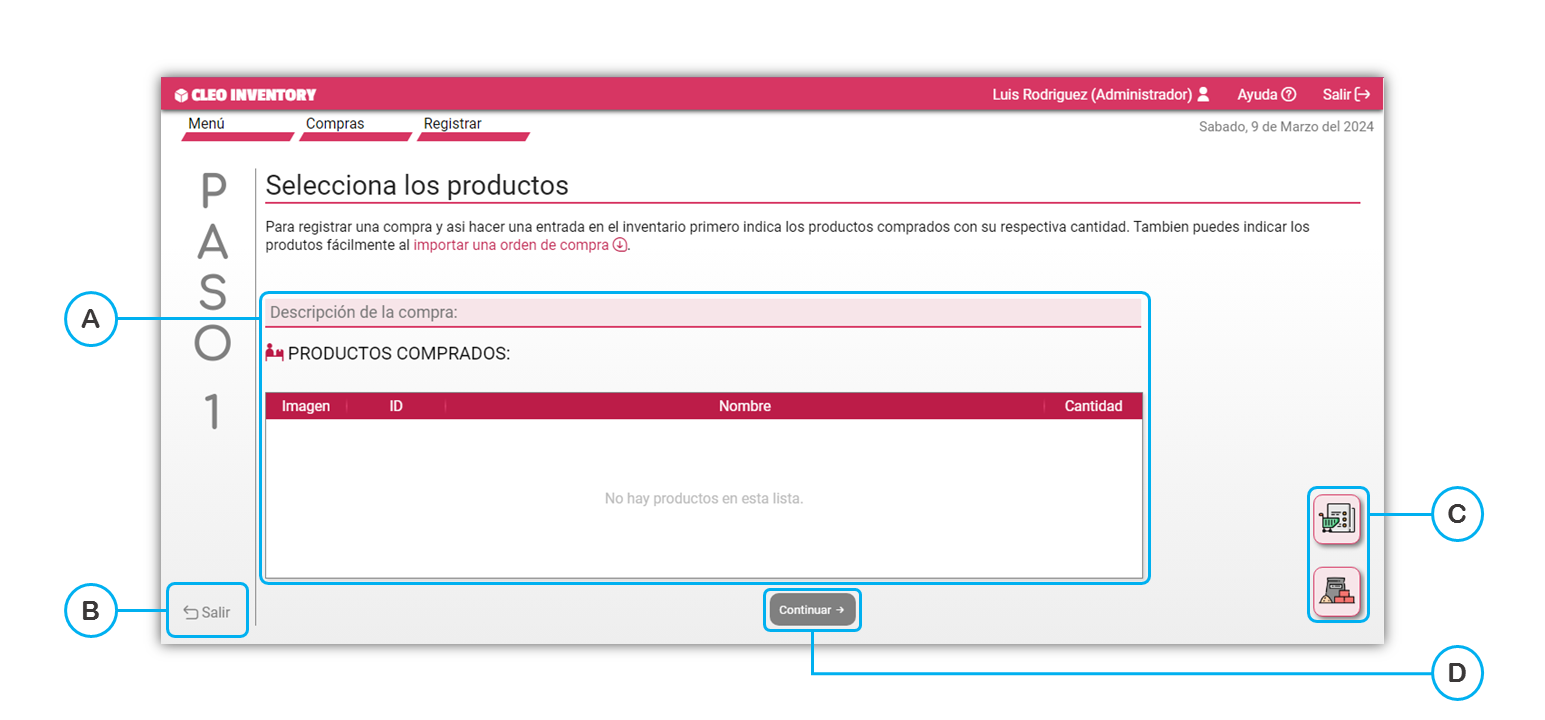 CLEO INVENTORY
Luis Rodriguez (Administrador)
Ayuda
Salir
Menú
Compras
Registrar
Sabado, 9 de Marzo del 2024
PASO 1
Selecciona los productos
Para registrar una compra y asi hacer una entrada en el inventario primero indica los productos comprados con su respectiva cantidad. Tambien puedes indicar los
produtos fácilmente al importar una orden de compra.
A
Descripción de la compra:
PRODUCTOS COMPRADOS:
Imagen ID Nombre Cantidad
No hay productos en esta lista.
C
B
Salir
Continuar →
D